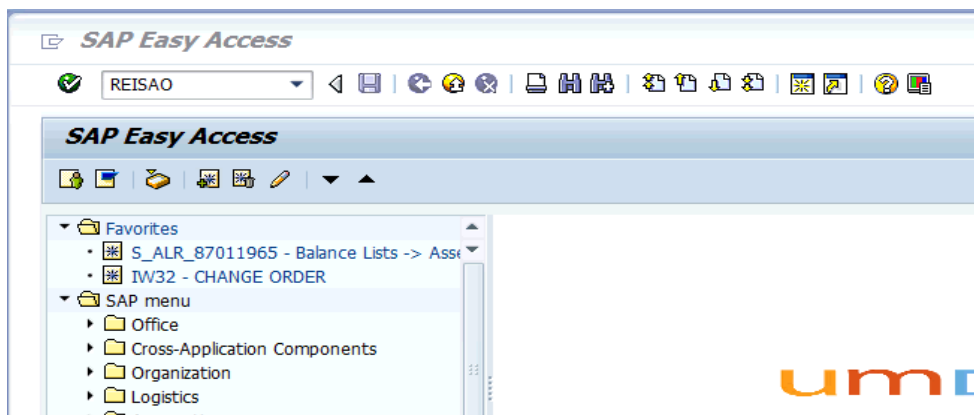 SAP Easy Access
REISAO
SAP Easy Access
Favorites
S_ALR_87011965 - Balance Lists -> Asse
IW32 - CHANGE ORDER
SAP menu
Office
Cross-Application Components
Organization
Logistics
um